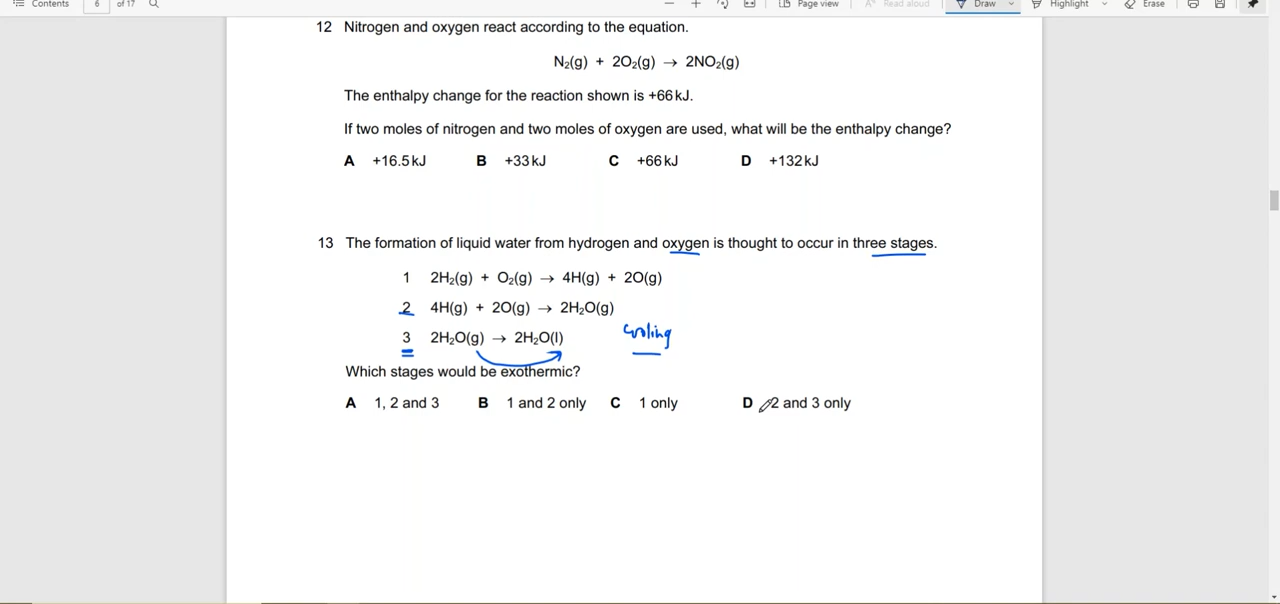 Contents 6 of 17 Page view Read aloud Draw Highlight Erase
12 Nitrogen and oxygen react according to the equation.
N₂(g) + 2O₂(g) → 2NO₂(g)
The enthalpy change for the reaction shown is +66 kJ.
If two moles of nitrogen and two moles of oxygen are used, what will be the enthalpy change?
A +16.5 kJ B +33 kJ C +66 kJ D +132 kJ
13 The formation of liquid water from hydrogen and oxygen is thought to occur in three stages.
1 2H₂(g) + O₂(g) → 4H(g) + 2O(g)
2 4H(g) + 2O(g) → 2H₂O(g)
3 2H₂O(g) → 2H₂O(l) cooling
Which stages would be exothermic?
A 1, 2 and 3 B 1 and 2 only C 1 only D 2 and 3 only